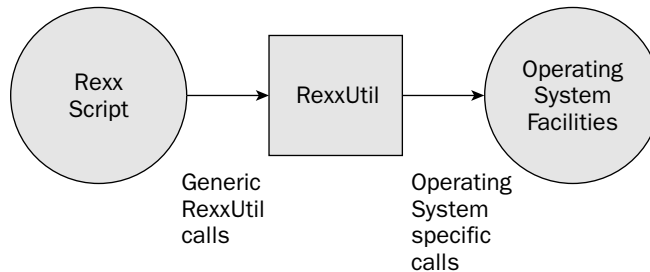 Rexx
Script
RexxUtil
Operating
System
Facilities
Generic
RexxUtil
calls
Operating
System
specific
calls